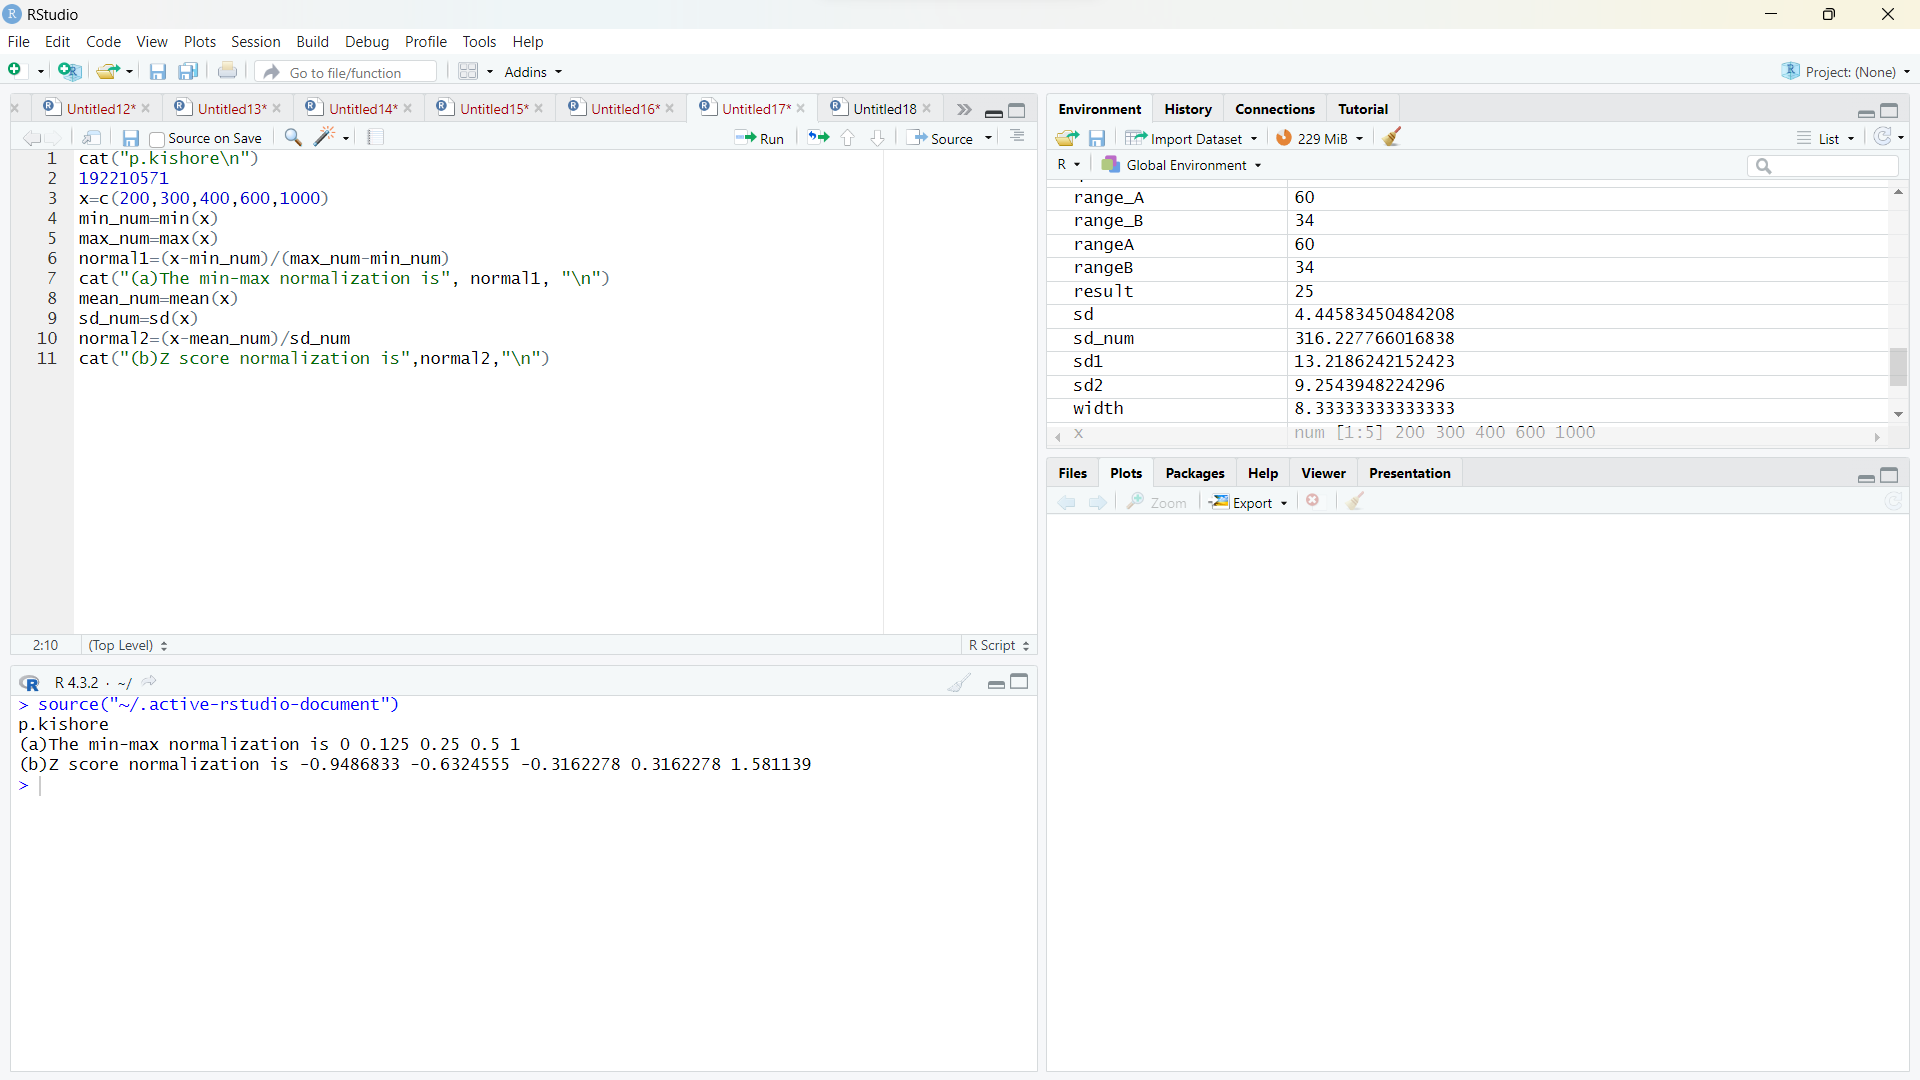 RStudio
File Edit Code View Plots Session Build Debug Profile Tools Help
Go to file/function Addins Project: (None)
Untitled12* Untitled13* Untitled14* Untitled15* Untitled16* Untitled17* Untitled18
Source on Save Run Source
1 cat("p.kishore\n")
2 192210571
3 x=c(200,300,400,600,1000)
4 min_num=min(x)
5 max_num=max(x)
6 normal1=(x-min_num)/(max_num-min_num)
7 cat("(a)The min-max normalization is", normal1, "\n")
8 mean_num=mean(x)
9 sd_num=sd(x)
10 normal2=(x-mean_num)/sd_num
11 cat("(b)Z score normalization is",normal2,"\n")
2:10 (Top Level) R Script
R 4.3.2 · ~/
> source("~/.active-rstudio-document")
p.kishore
(a)The min-max normalization is 0 0.125 0.25 0.5 1
(b)Z score normalization is -0.9486833 -0.6324555 -0.3162278 0.3162278 1.581139
>
Environment History Connections Tutorial
Import Dataset 229 MiB List
R Global Environment
range_A 60
range_B 34
rangeA 60
rangeB 34
result 25
sd 4.44583450484208
sd_num 316.227766016838
sd1 13.2186242152423
sd2 9.2543948224296
width 8.33333333333333
x num [1:5] 200 300 400 600 1000
Files Plots Packages Help Viewer Presentation
Zoom Export